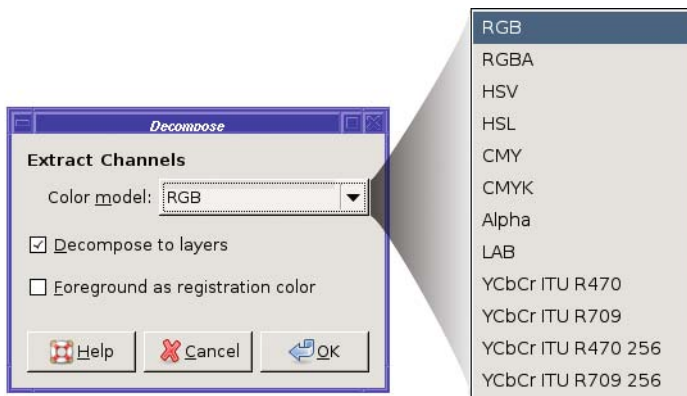 Decompose
Extract Channels
Color model: RGB
Decompose to layers
Foreground as registration color
Help Cancel OK
RGB
RGBA
HSV
HSL
CMY
CMYK
Alpha
LAB
YCbCr ITU R470
YCbCr ITU R709
YCbCr ITU R470 256
YCbCr ITU R709 256